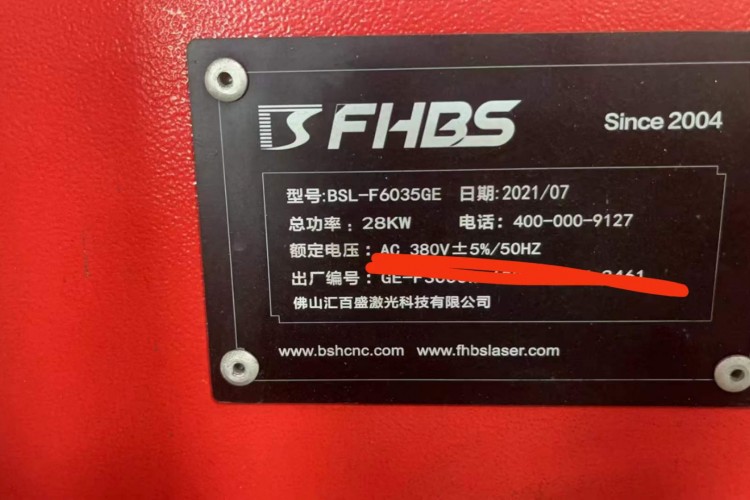 FHBS
Since 2004
型号:BSL-F6035GE 日期:2021/07
总功率:28KW 电话:400-000-9127
额定电压:AC 380V±5%/50HZ
出厂编号:
佛山汇百盛激光科技有限公司
www.bshcnc.com www.fhbslaser.com